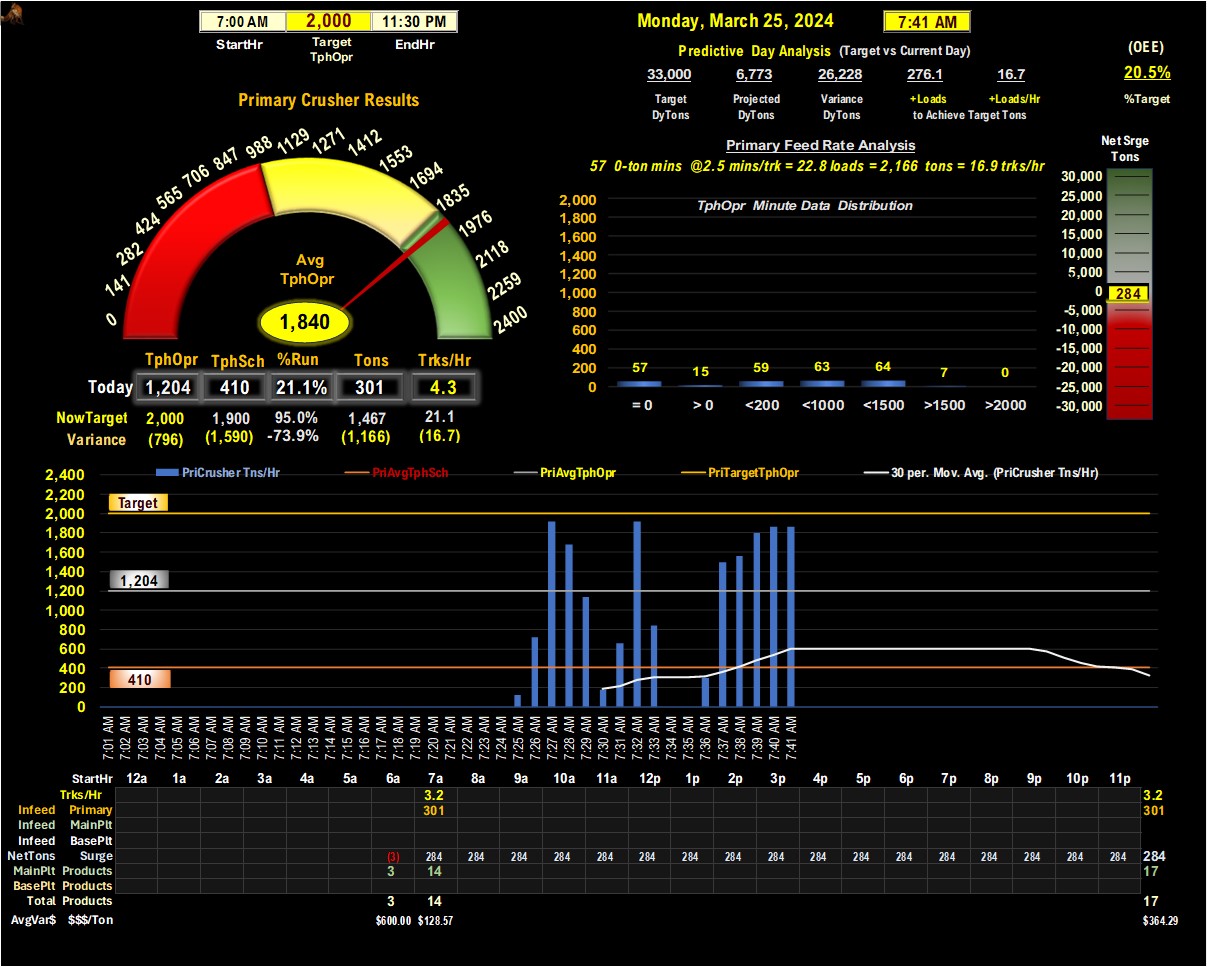 7:00 AM 2,000 11:30 PM
StartHr Target TphOpr EndHr
Monday, March 25, 2024 7:41 AM
Predictive Day Analysis (Target vs Current Day)
(OEE)
33,000 6,773 26,228 276.1 16.7
20.5%
Target DyTons
Projected DyTons
Variance DyTons
+Loads +Loads/Hr
to Achieve Target Tons
%Target
Primary Crusher Results
0 141 282 424 565 706 847 988 1129 1271 1412 1553 1694 1835 1976 2118 2259 2400
Avg
TphOpr
1,840
TphOpr TphSch %Run Tons Trks/Hr
Today 1,204 410 21.1% 301 4.3
NowTarget 2,000 1,900 95.0% 1,467 21.1
Variance (796) (1,590) -73.9% (1,166) (16.7)
Primary Feed Rate Analysis
57 0-ton mins @2.5 mins/trk = 22.8 loads = 2,166 tons = 16.9 trks/hr
TphOpr Minute Data Distribution
2,000
1,800
1,600
1,400
1,200
1,000
800
600
400
200
0
57 15 59 63 64 7 0
= 0 > 0 <200 <1000 <1500 >1500 >2000
Net Srge
Tons
30,000
25,000
20,000
15,000
10,000
5,000
0
284
-5,000
-10,000
-15,000
-20,000
-25,000
-30,000
PriCrusher Tns/Hr PriAvgTphSch PriAvgTphOpr PriTargetTphOpr 30 per. Mov. Avg. (PriCrusher Tns/Hr)
2,400
2,200
2,000
1,800
1,600
1,400
1,200
1,000
800
600
400
200
0
Target
1,204
410
7:01 AM 7:02 AM 7:03 AM 7:04 AM 7:05 AM 7:06 AM 7:07 AM 7:08 AM 7:09 AM 7:10 AM 7:11 AM 7:12 AM 7:13 AM 7:14 AM 7:15 AM 7:16 AM 7:17 AM 7:18 AM 7:19 AM 7:20 AM 7:21 AM 7:22 AM 7:23 AM 7:24 AM 7:25 AM 7:26 AM 7:27 AM 7:28 AM 7:29 AM 7:30 AM 7:31 AM 7:32 AM 7:33 AM 7:34 AM 7:35 AM 7:36 AM 7:37 AM 7:38 AM 7:39 AM 7:40 AM 7:41 AM
StartHr 12a 1a 2a 3a 4a 5a 6a 7a 8a 9a 10a 11a 12p 1p 2p 3p 4p 5p 6p 7p 8p 9p 10p 11p
Trks/Hr 3.2 3.2
Infeed Primary 301 301
Infeed MainPlt
Infeed BasePlt
NetTons Surge (3) 284 284 284 284 284 284 284 284 284 284 284 284 284 284 284 284 284 284
MainPlt Products 3 14 17
BasePlt Products
Total Products 3 14 17
AvgVar$ $$$/Ton $600.00 $128.57 $364.29